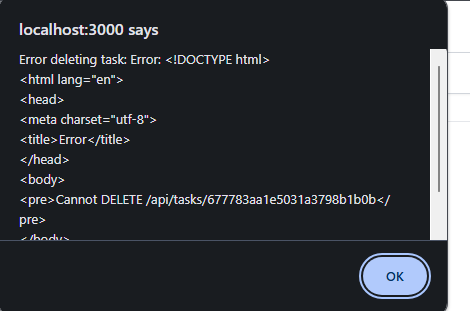 localhost:3000 says
Error deleting task: Error: <!DOCTYPE html>
<html lang="en">
<head>
<meta charset="utf-8">
<title>Error</title>
</head>
<body>
<pre>Cannot DELETE /api/tasks/677783aa1e5031a3798b1b0b</
pre>
</body>
OK